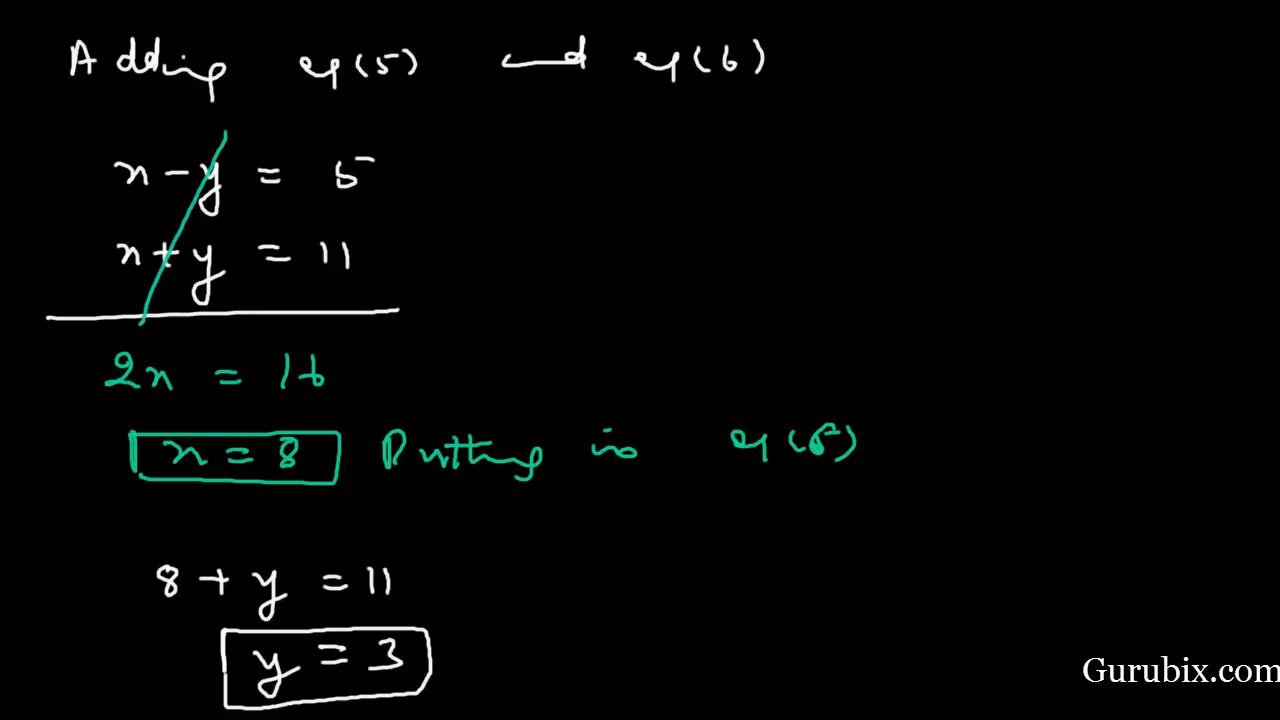 Adding eq(5) and eq(6)
x - y = 5
x + y = 11
2x = 16
x = 8 Putting in eq(6)
8 + y = 11
y = 3
Gurubix.com